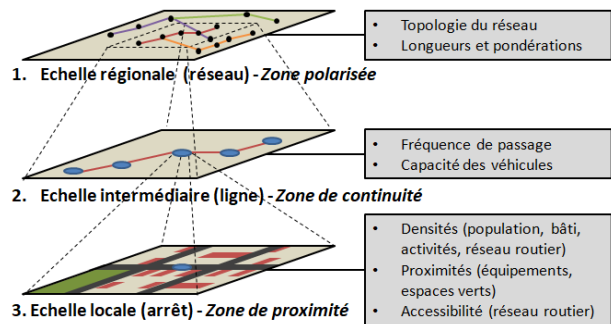 • Topologie du réseau
• Longueurs et pondérations
1. Echelle régionale (réseau) - Zone polarisée
• Fréquence de passage
• Capacité des véhicules
2. Echelle intermédiaire (ligne) - Zone de continuité
• Densités (population, bâti,
activités, réseau routier)
• Proximités (équipements,
espaces verts)
• Accessibilité (réseau routier)
3. Echelle locale (arrêt) - Zone de proximité